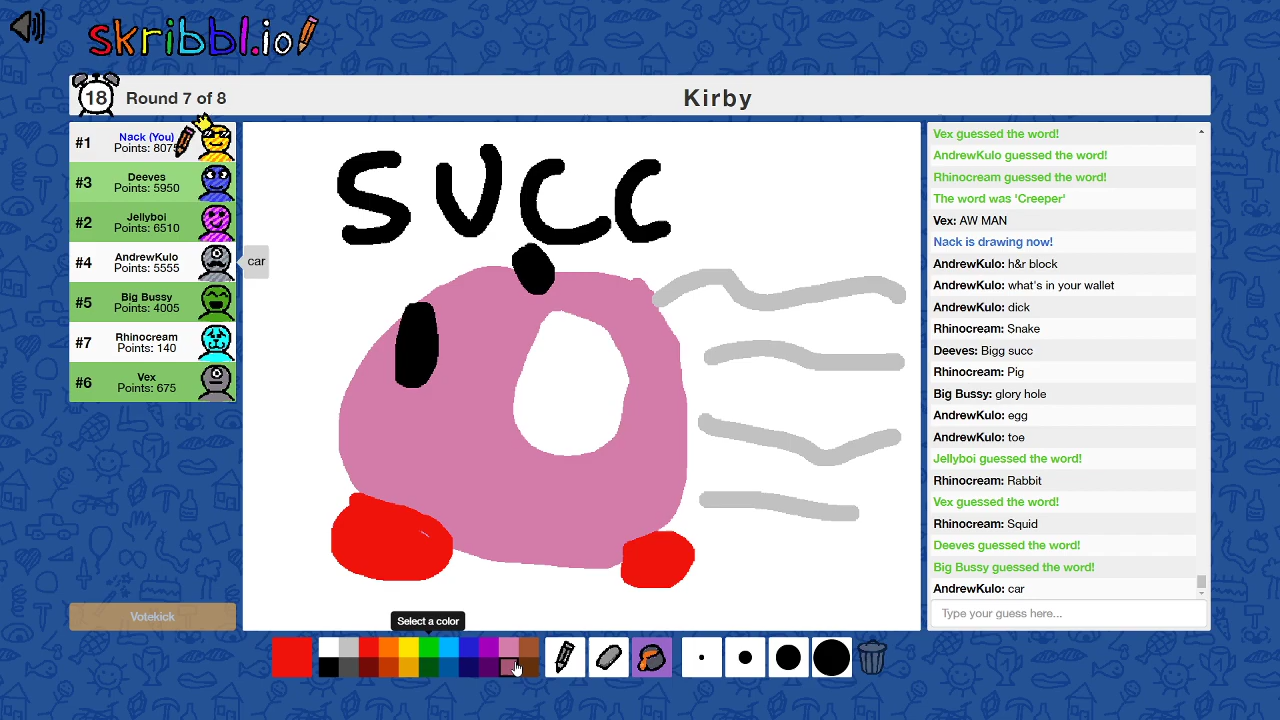 skribbl.io
18 Round 7 of 8 Kirby
#1 Nack (You)
Points: 8075
#3 Deeves
Points: 5950
#2 Jellyboi
Points: 6510
#4 AndrewKulo
Points: 5555
car
#5 Big Bussy
Points: 4005
#7 Rhinocream
Points: 140
#6 Vex
Points: 675
Votekick
SUCC
Select a color
Vex guessed the word!
AndrewKulo guessed the word!
Rhinocream guessed the word!
The word was 'Creeper'
Vex: AW MAN
Nack is drawing now!
AndrewKulo: h&r block
AndrewKulo: what's in your wallet
AndrewKulo: dick
Rhinocream: Snake
Deeves: Bigg succ
Rhinocream: Pig
Big Bussy: glory hole
AndrewKulo: egg
AndrewKulo: toe
Jellyboi guessed the word!
Rhinocream: Rabbit
Vex guessed the word!
Rhinocream: Squid
Deeves guessed the word!
Big Bussy guessed the word!
AndrewKulo: car
Type your guess here...